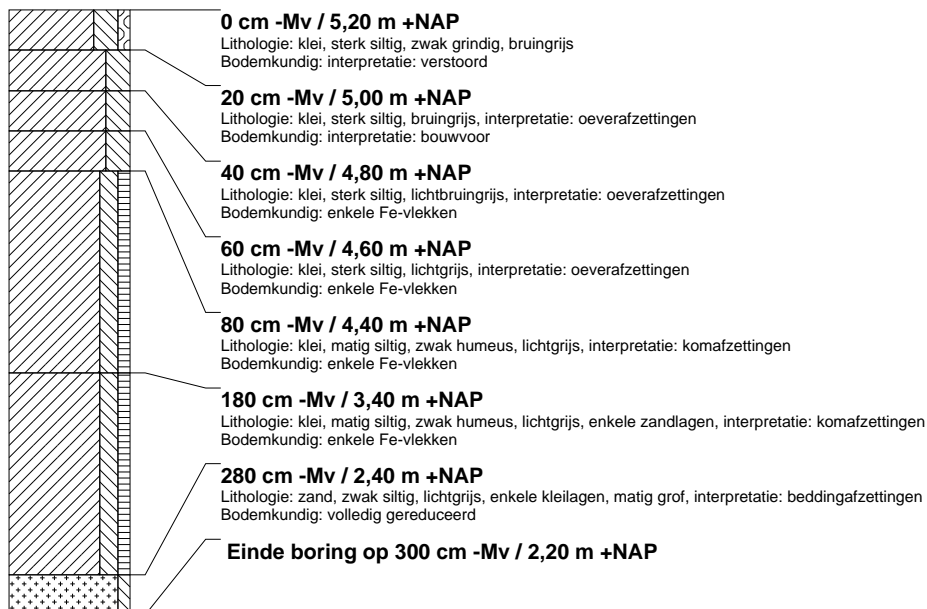 0 cm -Mv / 5,20 m +NAP
Lithologie: klei, sterk siltig, zwak grindig, bruingrijs
Bodemkundig: interpretatie: verstoord
20 cm -Mv / 5,00 m +NAP
Lithologie: klei, sterk siltig, bruingrijs, interpretatie: oeverafzettingen
Bodemkundig: interpretatie: bouwvoor
40 cm -Mv / 4,80 m +NAP
Lithologie: klei, sterk siltig, lichtbruingrijs, interpretatie: oeverafzettingen
Bodemkundig: enkele Fe-vlekken
60 cm -Mv / 4,60 m +NAP
Lithologie: klei, sterk siltig, lichtgrijs, interpretatie: oeverafzettingen
Bodemkundig: enkele Fe-vlekken
80 cm -Mv / 4,40 m +NAP
Lithologie: klei, matig siltig, zwak humeus, lichtgrijs, interpretatie: komafzettingen
Bodemkundig: enkele Fe-vlekken
180 cm -Mv / 3,40 m +NAP
Lithologie: klei, matig siltig, zwak humeus, lichtgrijs, enkele zandlagen, interpretatie: komafzettingen
Bodemkundig: enkele Fe-vlekken
280 cm -Mv / 2,40 m +NAP
Lithologie: zand, zwak siltig, lichtgrijs, enkele kleilagen, matig grof, interpretatie: beddingafzettingen
Bodemkundig: volledig gereduceerd
Einde boring op 300 cm -Mv / 2,20 m +NAP